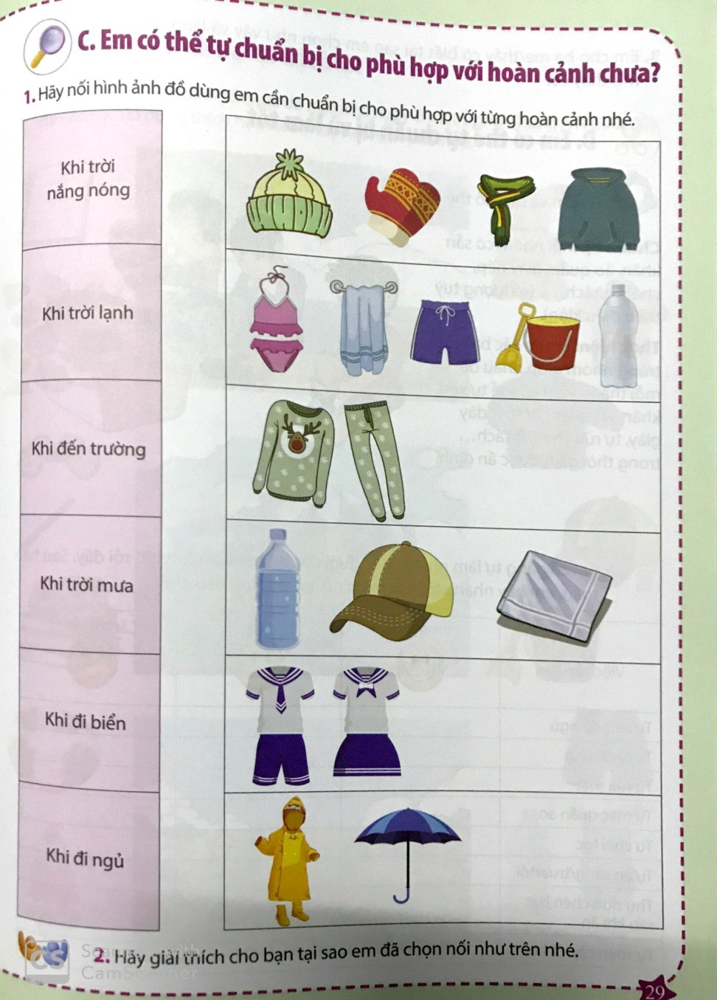 C. Em có thể tự chuẩn bị cho phù hợp với hoàn cảnh chưa?
1. Hãy nối hình ảnh đồ dùng em cần chuẩn bị cho phù hợp với từng hoàn cảnh nhé.
Khi trời
nắng nóng
Khi trời lạnh
Khi đến trường
Khi trời mưa
Khi đi biển
Khi đi ngủ
2. Hãy giải thích cho bạn tại sao em đã chọn nối như trên nhé.
CS
CamScanner
29